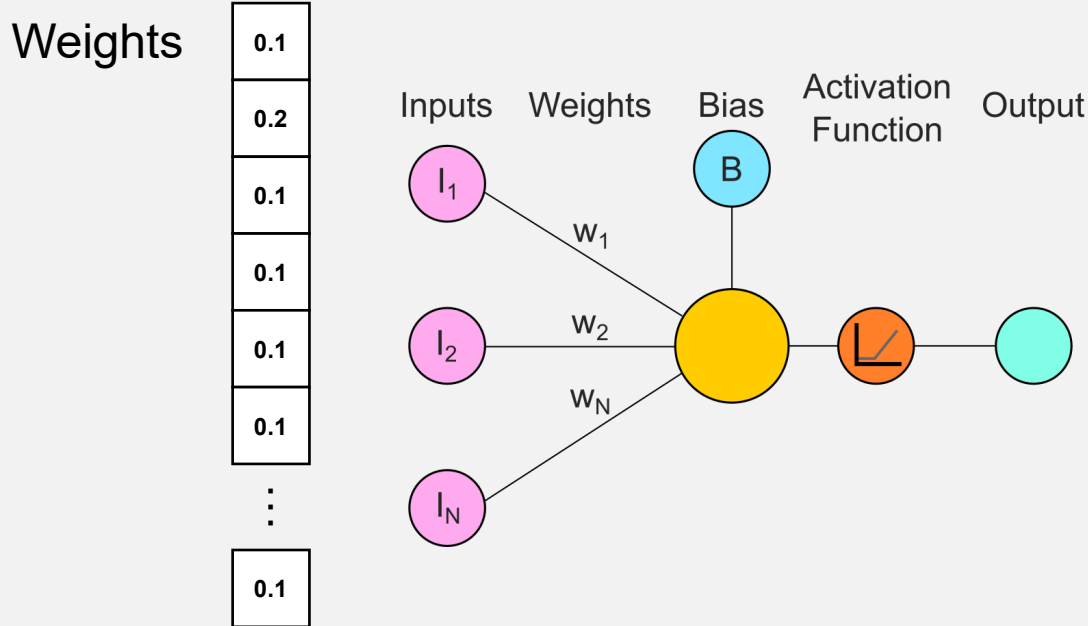 Weights
0.1
0.2
0.1
0.1
0.1
0.1
⋮
0.1
Inputs Weights Bias Activation Function Output
I₁
w₁
B
I₂
w₂
wN
IN